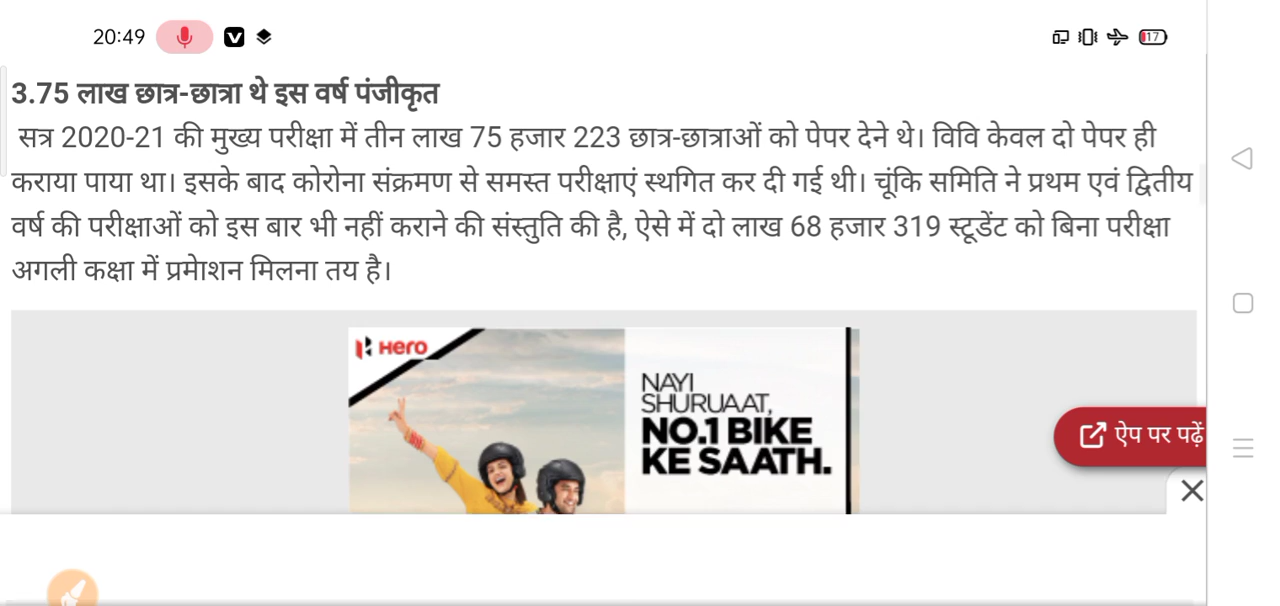 20:49
17
3.75 लाख छात्र-छात्रा थे इस वर्ष पंजीकृत
सत्र 2020-21 की मुख्य परीक्षा में तीन लाख 75 हजार 223 छात्र-छात्राओं को पेपर देने थे। विवि केवल दो पेपर ही
कराया पाया था। इसके बाद कोरोना संक्रमण से समस्त परीक्षाएं स्थगित कर दी गई थी। चूंकि समिति ने प्रथम एवं द्वितीय
वर्ष की परीक्षाओं को इस बार भी नहीं कराने की संस्तुति की है, ऐसे में दो लाख 68 हजार 319 स्टूडेंट को बिना परीक्षा
अगली कक्षा में प्रमेाशन मिलना तय है।
Hero
NAYI
SHURUAAT,
NO.1 BIKE
KE SAATH.
ऐप पर पढ़ें